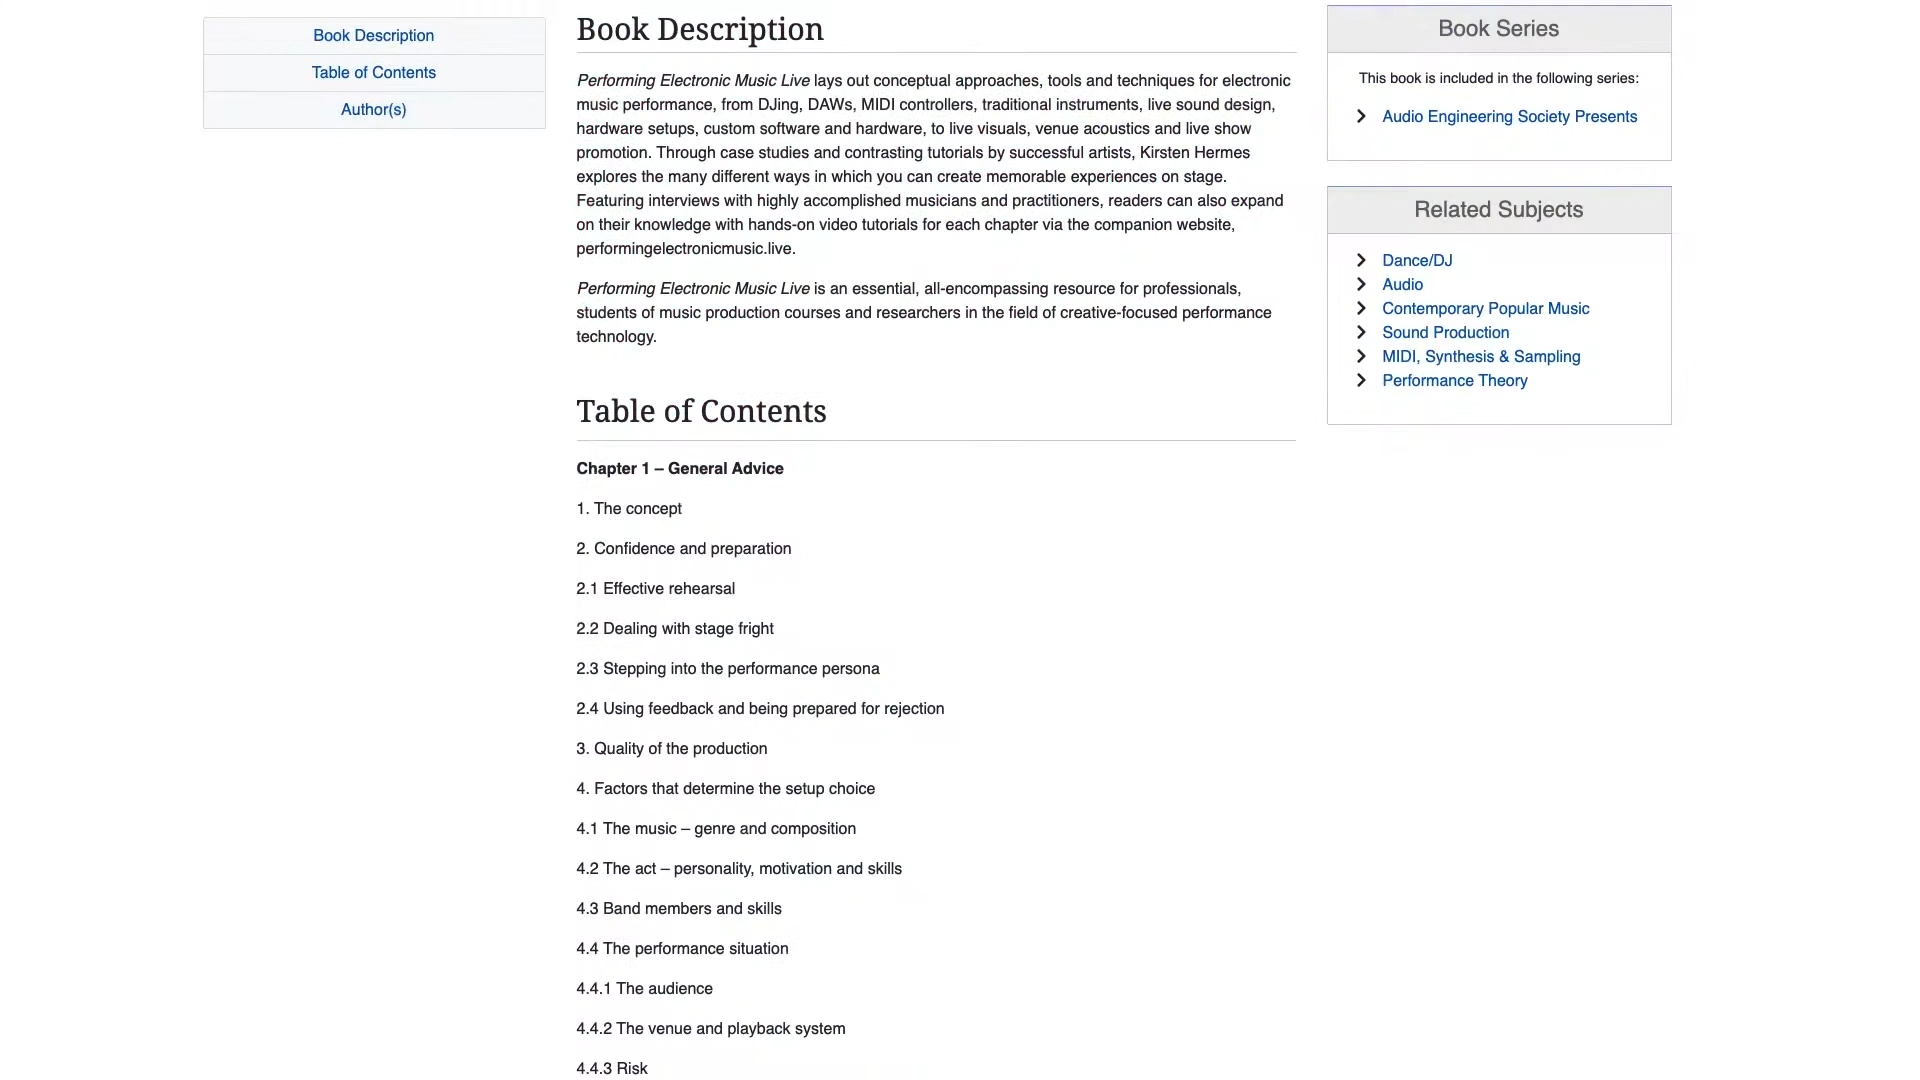 Book Description
Table of Contents
Author(s)
Book Description
Performing Electronic Music Live lays out conceptual approaches, tools and techniques for electronic
music performance, from DJing, DAWs, MIDI controllers, traditional instruments, live sound design,
hardware setups, custom software and hardware, to live visuals, venue acoustics and live show
promotion. Through case studies and contrasting tutorials by successful artists, Kirsten Hermes
explores the many different ways in which you can create memorable experiences on stage.
Featuring interviews with highly accomplished musicians and practitioners, readers can also expand
on their knowledge with hands-on video tutorials for each chapter via the companion website,
performingelectronicmusic.live.
Performing Electronic Music Live is an essential, all-encompassing resource for professionals,
students of music production courses and researchers in the field of creative-focused performance
technology.
Table of Contents
Chapter 1 – General Advice
1. The concept
2. Confidence and preparation
2.1 Effective rehearsal
2.2 Dealing with stage fright
2.3 Stepping into the performance persona
2.4 Using feedback and being prepared for rejection
3. Quality of the production
4. Factors that determine the setup choice
4.1 The music – genre and composition
4.2 The act – personality, motivation and skills
4.3 Band members and skills
4.4 The performance situation
4.4.1 The audience
4.4.2 The venue and playback system
4.4.3 Risk
Book Series
This book is included in the following series:
Audio Engineering Society Presents
Related Subjects
Dance/DJ
Audio
Contemporary Popular Music
Sound Production
MIDI, Synthesis & Sampling
Performance Theory